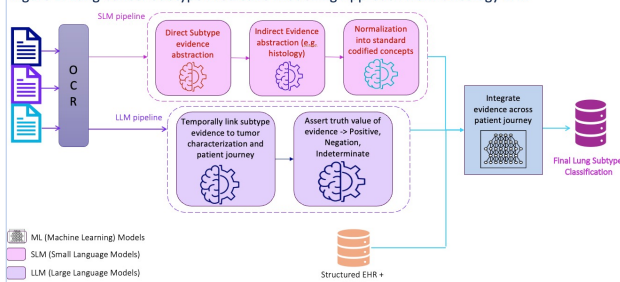 SLM pipeline
Direct Subtype
evidence
abstraction
Indirect Evidence
abstraction (e.g.
histology)
Normalization
into standard
codified concepts
O
C
R
LLM pipeline
Temporally link subtype
evidence to tumor
characterization and
patient journey
Assert truth value of
evidence -> Positive,
Negation,
Indeterminate
Integrate
evidence across
patient journey
Final Lung Subtype
Classification
Structured EHR +
ML (Machine Learning) Models
SLM (Small Language Models)
LLM (Large Language Models)